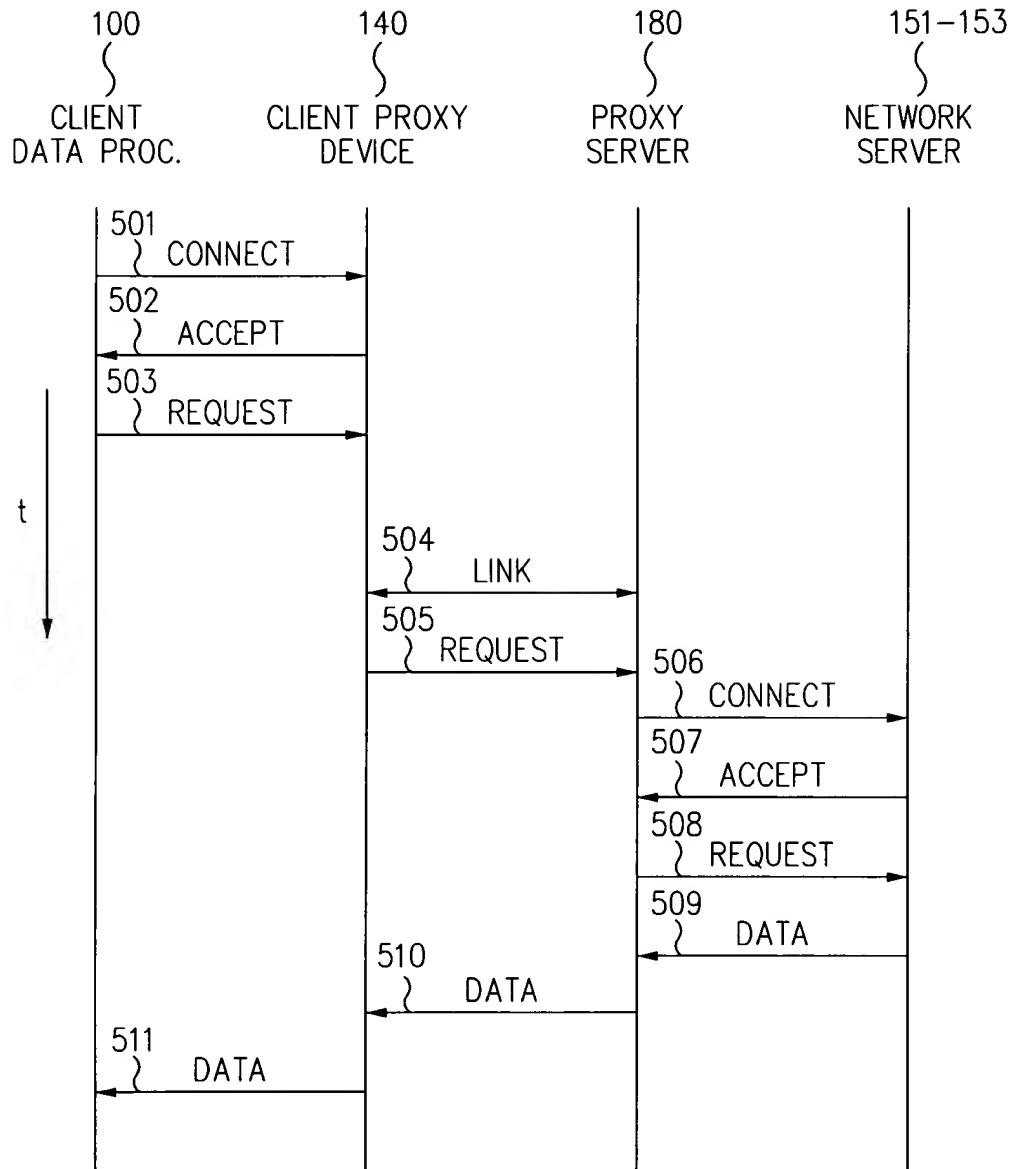 100
140
180
151-153
CLIENT
DATA PROC.
CLIENT PROXY
DEVICE
PROXY
SERVER
NETWORK
SERVER
501
CONNECT
502
ACCEPT
503
REQUEST
t
504
LINK
505
REQUEST
506
CONNECT
507
ACCEPT
508
REQUEST
509
DATA
510
DATA
511
DATA